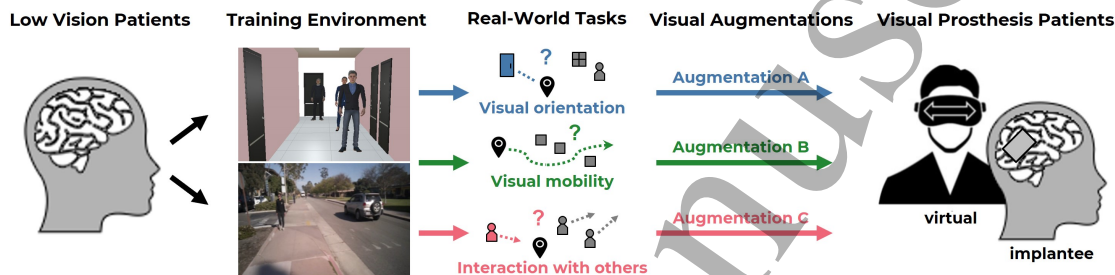 Low Vision Patients
Training Environment
Real-World Tasks
Visual Augmentations
Visual Prosthesis Patients
?
Visual orientation
Augmentation A
?
Visual mobility
Augmentation B
?
Interaction with others
Augmentation C
virtual
implantee
nus